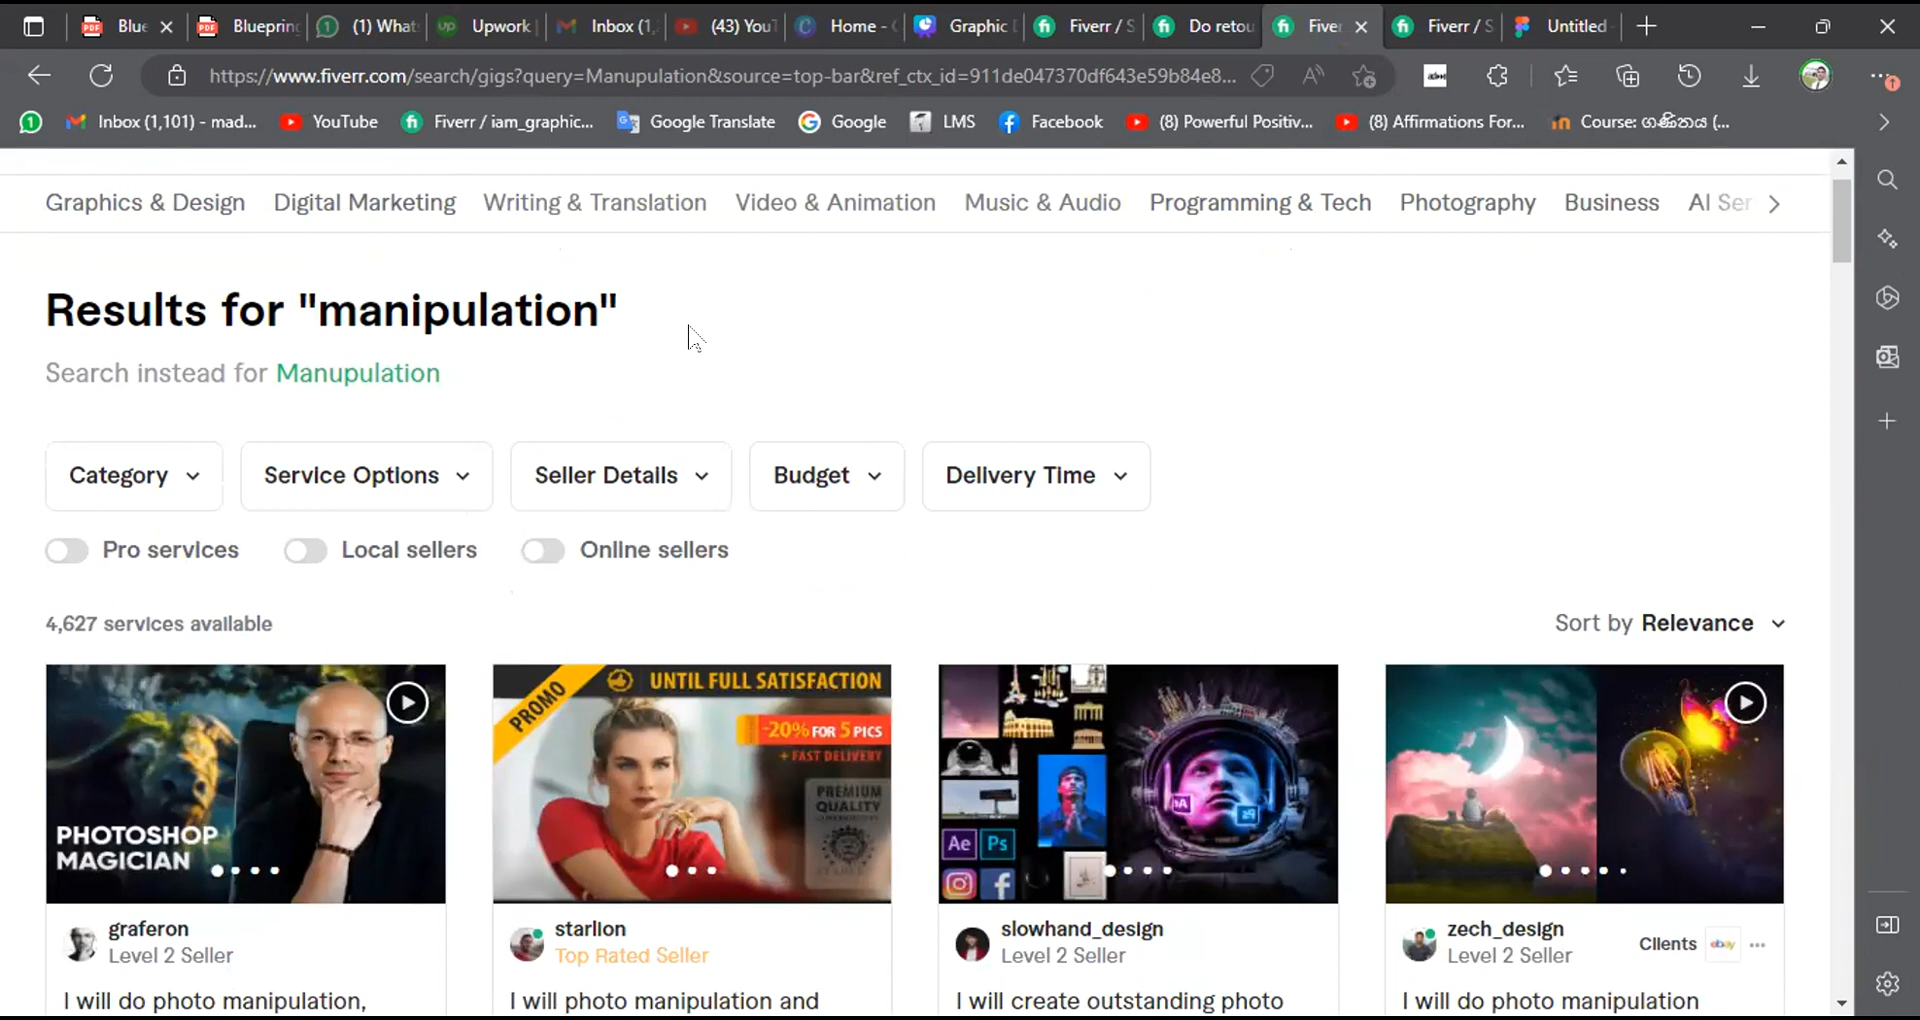 Blue
Blueprin
(1) What
up
Upwork
Inbox (1,
(43) YouT
Home -
Graphic
Fiverr / S
Do retou
Fiver
Fiverr / S
Untitled
https://www.fiverr.com/search/gigs?query=Manupulation&source=top-bar&ref_ctx_id=911de047370df643e59b84e8...
Inbox (1,101) - mad...
YouTube
Fiverr / iam_graphic...
Google Translate
Google
LMS
Facebook
(8) Powerful Positiv...
(8) Affirmations For...
Course: ගණිතය (...
Graphics & Design
Digital Marketing
Writing & Translation
Video & Animation
Music & Audio
Programming & Tech
Photography
Business
AI Ser
Results for "manipulation"
Search instead for Manupulation
Category
Service Options
Seller Details
Budget
Delivery Time
Pro services
Local sellers
Online sellers
4,627 services available
Sort by Relevance
PHOTOSHOP
MAGICIAN
PROMO
UNTIL FULL SATISFACTION
-20% FOR 5 PICS
+ FAST DELIVERY
PREMIUM
QUALITY
Ae Ps
graferon
Level 2 Seller
I will do photo manipulation,
starlion
Top Rated Seller
I will photo manipulation and
slowhand_design
Level 2 Seller
I will create outstanding photo
zech_design
Level 2 Seller
Clients ebay
I will do photo manipulation